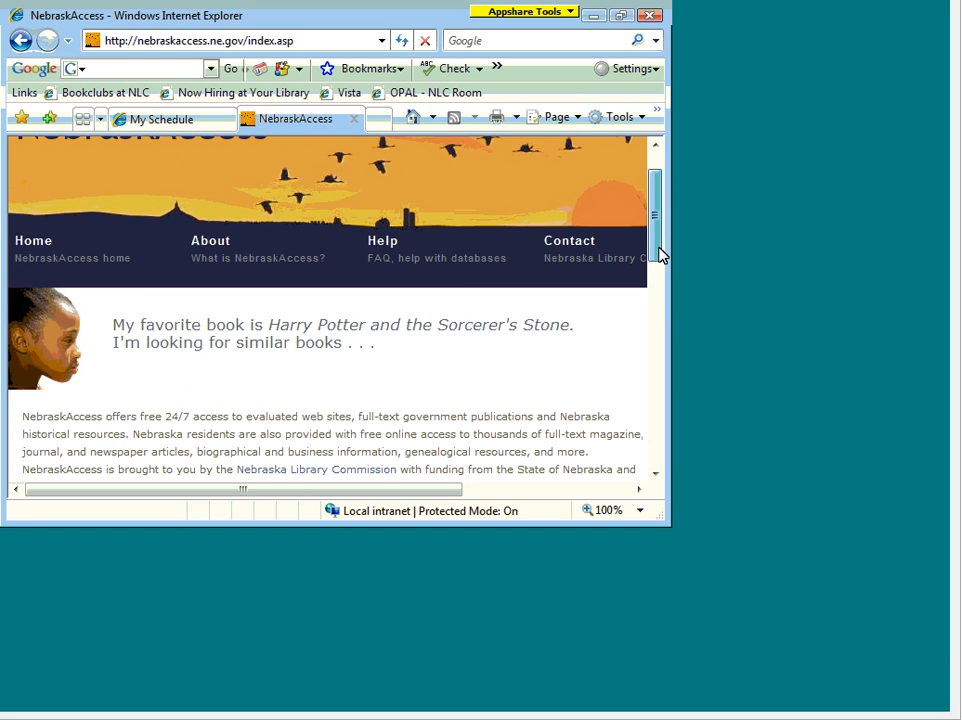 NebraskAccess - Windows Internet Explorer
Appshare Tools
http://nebraskaccess.ne.gov/index.asp
Google
Google G Go Bookmarks ABC Check » Settings
Links Bookclubs at NLC Now Hiring at Your Library Vista OPAL - NLC Room
My Schedule NebraskAccess Page Tools »
NebraskAccess
Home About Help Contact
NebraskAccess home What is NebraskAccess? FAQ, help with databases Nebraska Library C
My favorite book is Harry Potter and the Sorcerer's Stone.
I'm looking for similar books . . .
NebraskAccess offers free 24/7 access to evaluated web sites, full-text government publications and Nebraska
historical resources. Nebraska residents are also provided with free online access to thousands of full-text magazine,
journal, and newspaper articles, biographical and business information, genealogical resources, and more.
NebraskAccess is brought to you by the Nebraska Library Commission with funding from the State of Nebraska and
Local intranet | Protected Mode: On
100%